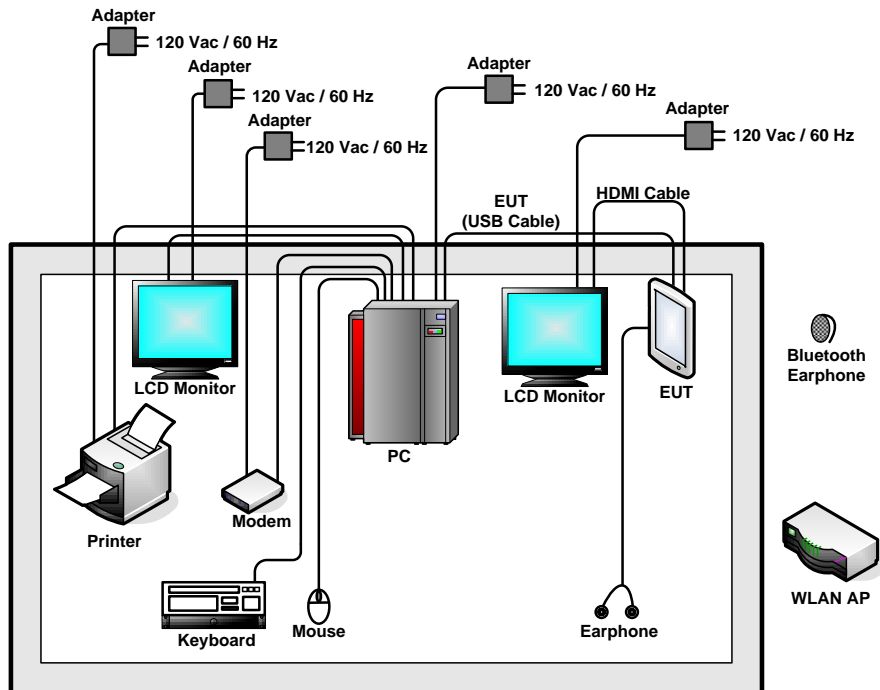 Adapter
120 Vac / 60 Hz
Adapter
120 Vac / 60 Hz
Adapter
120 Vac / 60 Hz
Adapter
120 Vac / 60 Hz
Adapter
120 Vac / 60 Hz
EUT
(USB Cable)
HDMI Cable
LCD Monitor
PC
LCD Monitor
EUT
Bluetooth
Earphone
Printer
Modem
WLAN AP
Keyboard
Mouse
Earphone